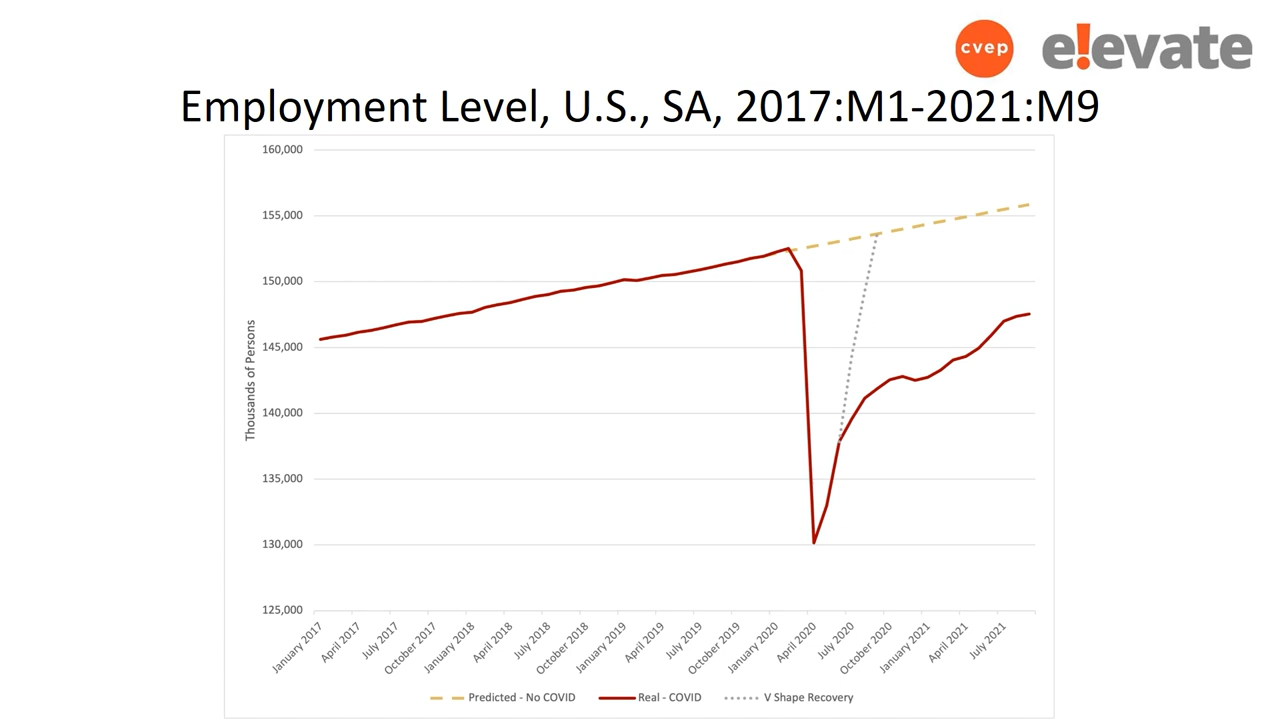 cvep
e!evate
Employment Level, U.S., SA, 2017:M1-2021:M9
160,000
155,000
150,000
145,000
140,000
135,000
130,000
125,000
Thousands of Persons
January 2017
April 2017
July 2017
October 2017
January 2018
April 2018
July 2018
October 2018
January 2019
April 2019
July 2019
October 2019
January 2020
April 2020
July 2020
October 2020
January 2021
April 2021
July 2021
Predicted - No COVID
Real - COVID
V Shape Recovery